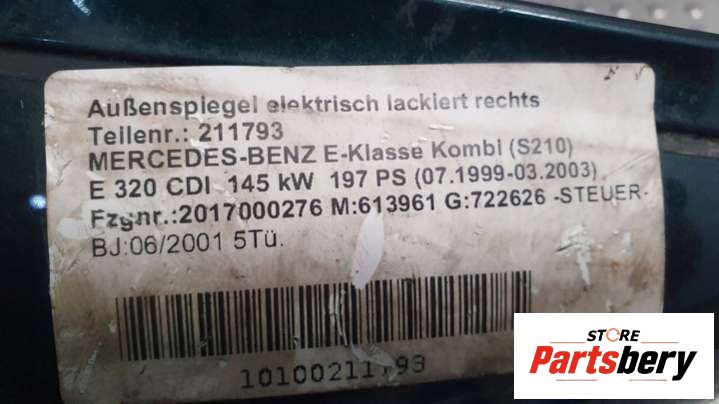 Außenspiegel elektrisch lackiert rechts
Teilenr.: 211793
MERCEDES-BENZ E-Klasse Kombi (S210)
E 320 CDI 145 kW 197 PS (07.1999-03.2003)
Fzgnr.:2017000276 M:613961 G:722626 -STEUER-
BJ:06/2001 5Tü.
10100211793
STORE
Partsbery